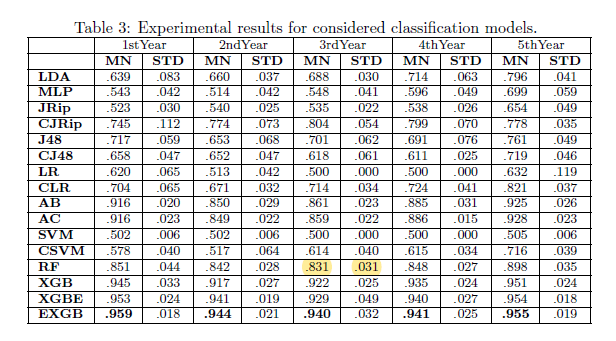 Table 3: Experimental results for considered classification models.
1stYear 2ndYear 3rdYear 4thYear 5thYear
MN STD MN STD MN STD MN STD MN STD
LDA .639 .083 .660 .037 .688 .030 .714 .063 .796 .041
MLP .543 .042 .514 .042 .548 .041 .596 .049 .699 .059
JRip .523 .030 .540 .025 .535 .022 .538 .026 .654 .049
CJRip .745 .112 .774 .073 .804 .054 .799 .070 .778 .035
J48 .717 .059 .653 .068 .701 .062 .691 .076 .761 .049
CJ48 .658 .047 .652 .047 .618 .061 .611 .025 .719 .046
LR .620 .065 .513 .042 .500 .000 .500 .000 .632 .119
CLR .704 .065 .671 .032 .714 .034 .724 .041 .821 .037
AB .916 .020 .850 .029 .861 .023 .885 .031 .925 .026
AC .916 .023 .849 .022 .859 .022 .886 .015 .928 .023
SVM .502 .006 .502 .006 .500 .000 .500 .000 .505 .006
CSVM .578 .040 .517 .064 .614 .040 .615 .034 .716 .039
RF .851 .044 .842 .028 .831 .031 .848 .027 .898 .035
XGB .945 .033 .917 .027 .922 .025 .935 .024 .951 .024
XGBE .953 .024 .941 .019 .929 .049 .940 .027 .954 .018
EXGB .959 .018 .944 .021 .940 .032 .941 .025 .955 .019